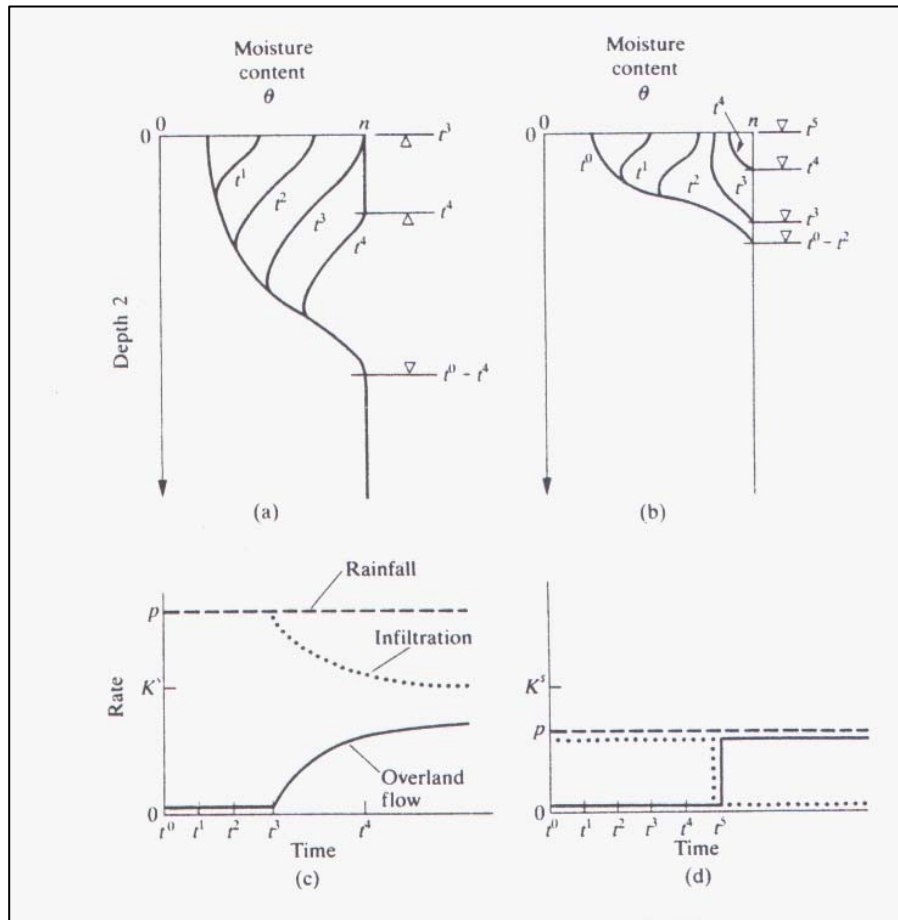 Moisture
content
θ
0
n
0
t³
t¹
t²
t³
t⁴
t⁴
t⁰ - t⁴
Depth 2
(a)
Moisture
content
θ
0
n
0
t⁴
t⁵
t⁰
t¹
t²
t³
t⁴
t³
t⁰ - t²
(b)
Rainfall
p
Infiltration
K`
Rate
Overland
flow
0
t⁰ t¹ t² t³ t⁴
Time
(c)
Kˢ
p
0
t⁰ t¹ t² t³ t⁴ t⁵
Time
(d)